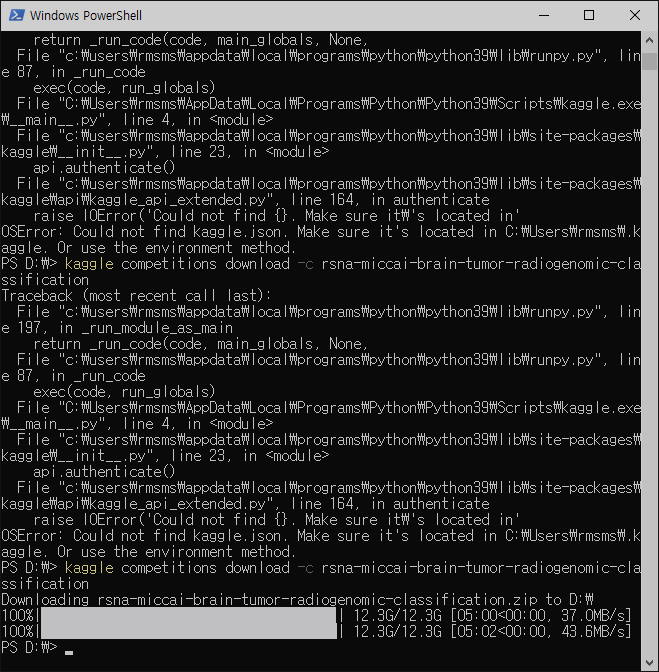 Windows PowerShell
    return _run_code(code, main_globals, None,
  File "c:₩users₩rmsms₩appdata₩local₩programs₩python₩python39₩lib₩runpy.py", lin
e 87, in _run_code
    exec(code, run_globals)
  File "C:₩Users₩rmsms₩AppData₩Local₩Programs₩Python₩Python39₩Scripts₩kaggle.exe
₩__main__.py", line 4, in <module>
  File "c:₩users₩rmsms₩appdata₩local₩programs₩python₩python39₩lib₩site-packages₩
kaggle₩__init__.py", line 23, in <module>
    api.authenticate()
  File "c:₩users₩rmsms₩appdata₩local₩programs₩python₩python39₩lib₩site-packages₩
kaggle₩api₩kaggle_api_extended.py", line 164, in authenticate
    raise IOError('Could not find {}. Make sure it₩'s located in'
OSError: Could not find kaggle.json. Make sure it's located in C:₩Users₩rmsms₩.k
aggle. Or use the environment method.
PS D:₩> kaggle competitions download -c rsna-miccai-brain-tumor-radiogenomic-cla
ssification
Traceback (most recent call last):
  File "c:₩users₩rmsms₩appdata₩local₩programs₩python₩python39₩lib₩runpy.py", lin
e 197, in _run_module_as_main
    return _run_code(code, main_globals, None,
  File "c:₩users₩rmsms₩appdata₩local₩programs₩python₩python39₩lib₩runpy.py", lin
e 87, in _run_code
    exec(code, run_globals)
  File "C:₩Users₩rmsms₩AppData₩Local₩Programs₩Python₩Python39₩Scripts₩kaggle.exe
₩__main__.py", line 4, in <module>
  File "c:₩users₩rmsms₩appdata₩local₩programs₩python₩python39₩lib₩site-packages₩
kaggle₩__init__.py", line 23, in <module>
    api.authenticate()
  File "c:₩users₩rmsms₩appdata₩local₩programs₩python₩python39₩lib₩site-packages₩
kaggle₩api₩kaggle_api_extended.py", line 164, in authenticate
    raise IOError('Could not find {}. Make sure it₩'s located in'
OSError: Could not find kaggle.json. Make sure it's located in C:₩Users₩rmsms₩.k
aggle. Or use the environment method.
PS D:₩> kaggle competitions download -c rsna-miccai-brain-tumor-radiogenomic-cla
ssification
Downloading rsna-miccai-brain-tumor-radiogenomic-classification.zip to D:₩
100%| | 12.3G/12.3G [05:00<00:00, 37.0MB/s]
100%| | 12.3G/12.3G [05:02<00:00, 43.6MB/s]
PS D:₩>